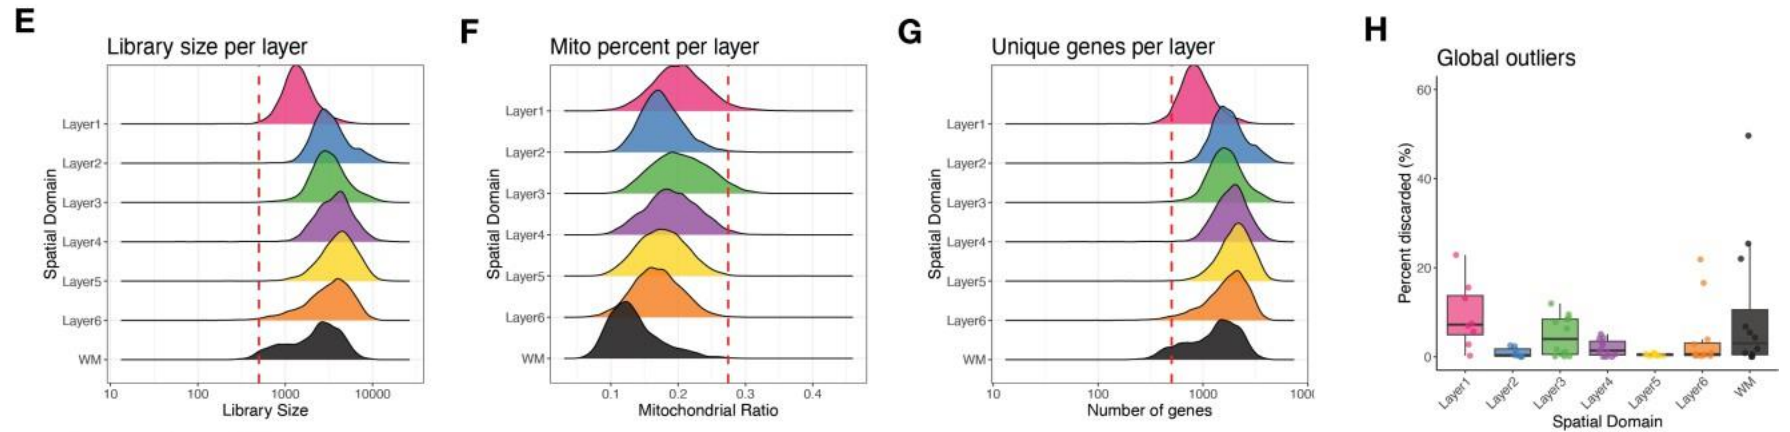 E
Library size per layer
Spatial Domain
Layer1
Layer2
Layer3
Layer4
Layer5
Layer6
WM
10
100
1000
10000
Library Size
F
Mito percent per layer
Spatial Domain
Layer1
Layer2
Layer3
Layer4
Layer5
Layer6
WM
0.1
0.2
0.3
0.4
Mitochondrial Ratio
G
Unique genes per layer
Spatial Domain
Layer1
Layer2
Layer3
Layer4
Layer5
Layer6
WM
10
100
1000
Number of genes
H
Global outliers
Percent discarded (%)
60
40
20
0
Layer1
Layer2
Layer3
Layer4
Layer5
Layer6
WM
Spatial Domain